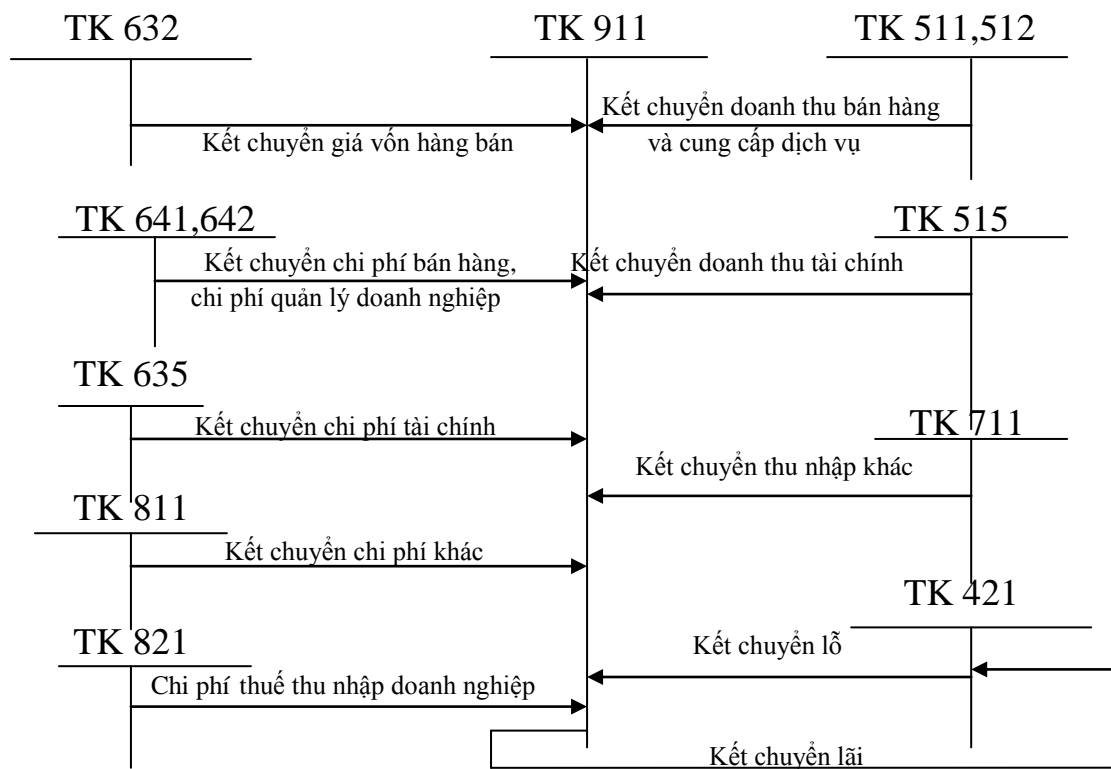 TK 632
TK 911
TK 511,512
Kết chuyển doanh thu bán hàng
Kết chuyển giá vốn hàng bán
và cung cấp dịch vụ
TK 641,642
TK 515
Kết chuyển chi phí bán hàng,
Kết chuyển doanh thu tài chính
chi phí quản lý doanh nghiệp
TK 635
Kết chuyển chi phí tài chính
TK 711
Kết chuyển thu nhập khác
TK 811
Kết chuyển chi phí khác
TK 421
TK 821
Kết chuyển lỗ
Chi phí thuế thu nhập doanh nghiệp
Kết chuyển lãi